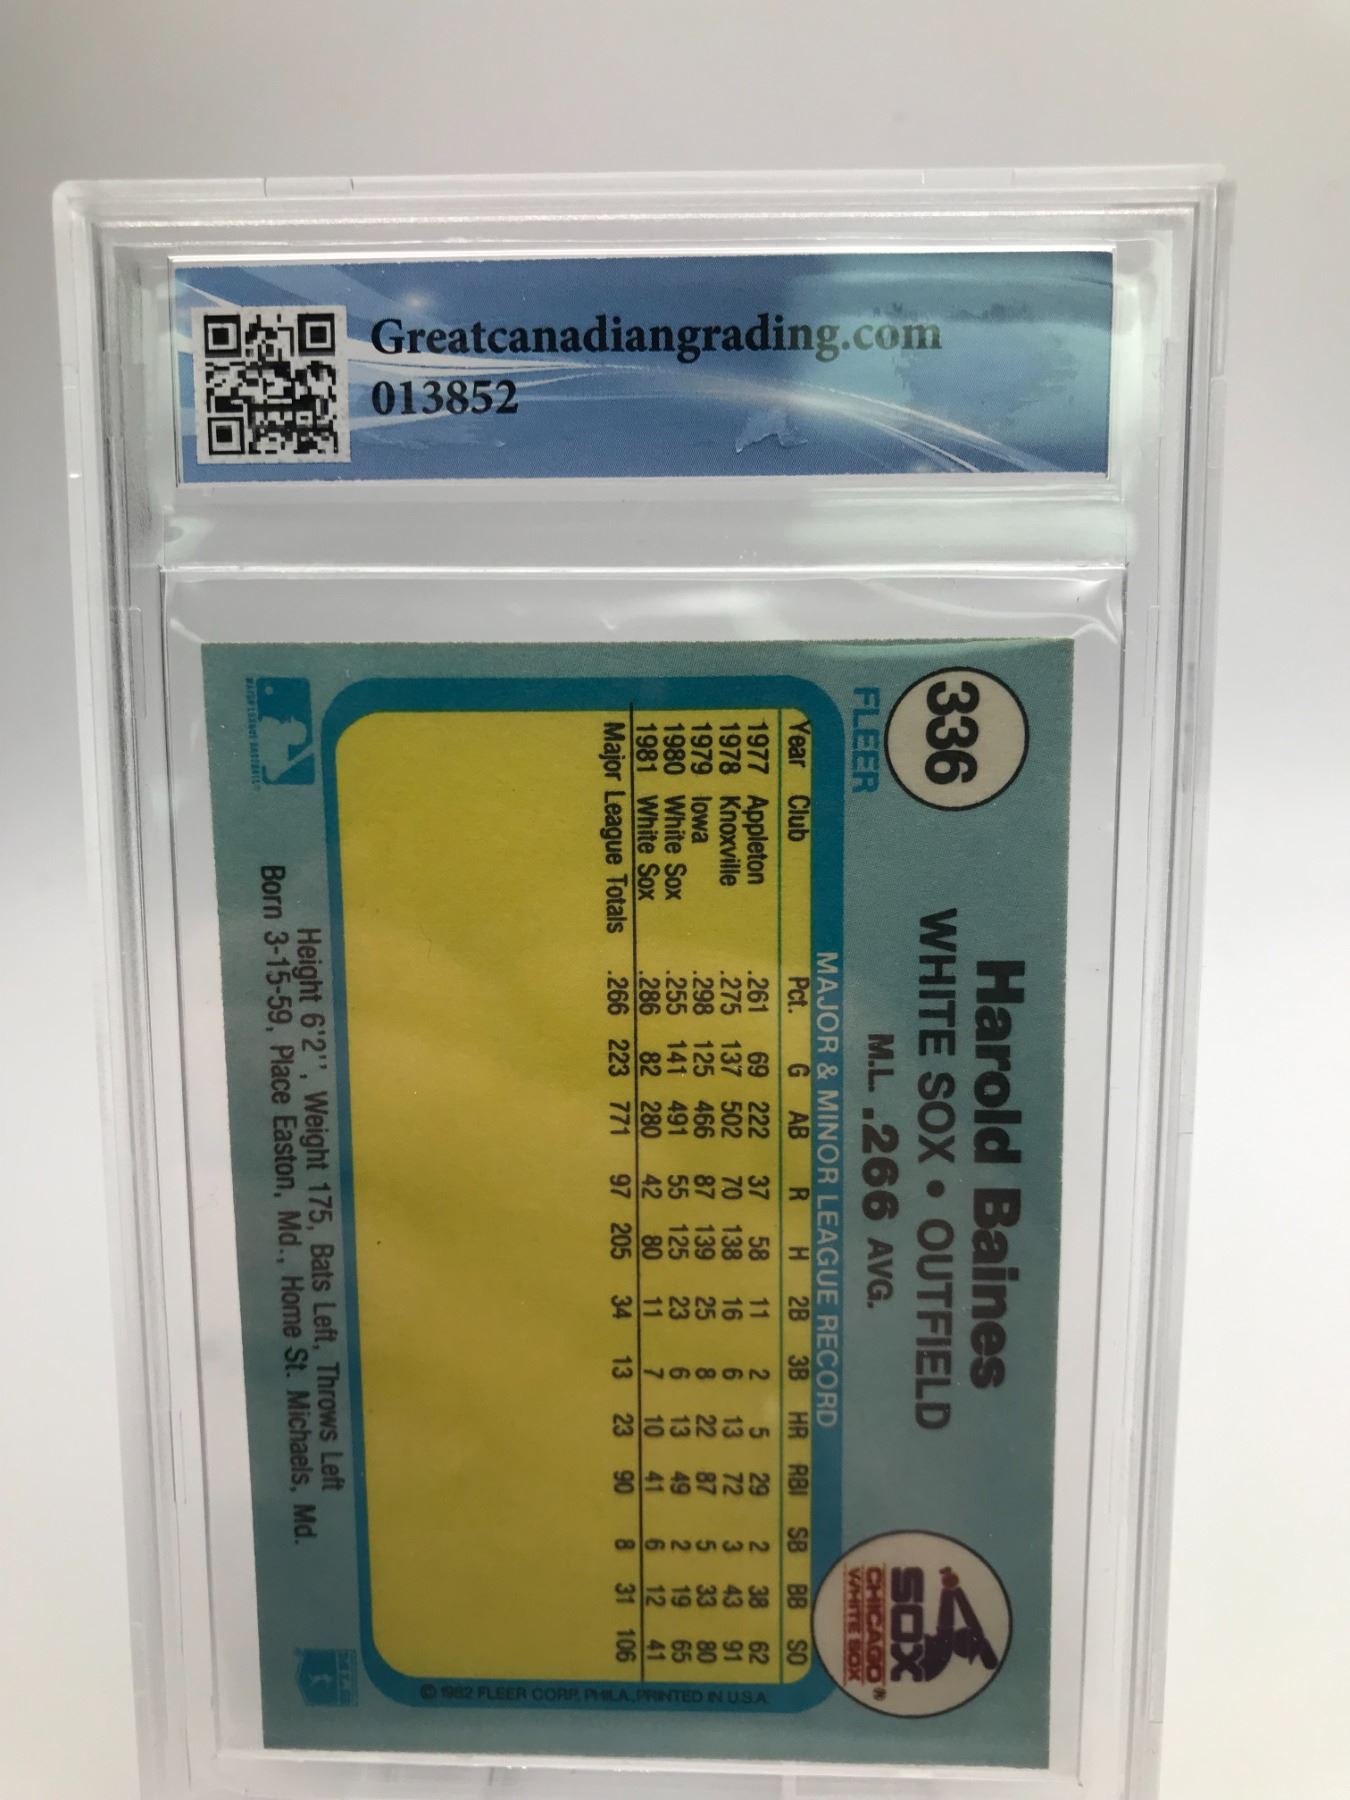 Greatcanadiangrading.com
013852
336
FLEER
Harold Baines
WHITE SOX • OUTFIELD
M.L. .266 AVG.
SOX
CHICAGO®
WHITE SOX
MAJOR & MINOR LEAGUE RECORD
Year Club Pct. G AB R H 2B 3B HR RBI SB BB SO
1977 Appleton .261 69 222 37 58 11 2 5 29 2 38 62
1978 Knoxville .275 137 502 70 138 16 6 13 72 3 43 91
1979 Iowa .298 125 466 87 139 25 8 22 87 5 33 80
1980 White Sox .255 141 491 55 125 23 6 13 49 2 19 65
1981 White Sox .286 82 280 42 80 11 7 10 41 6 12 41
Major League Totals .266 223 771 97 205 34 13 23 90 8 31 106
© 1982 FLEER CORP. PHILA. PRINTED IN U.S.A.
Height 6'2", Weight 175, Bats Left, Throws Left
Born 3-15-59, Place Easton, Md., Home St. Michaels, Md.
MAJOR LEAGUE BASEBALL